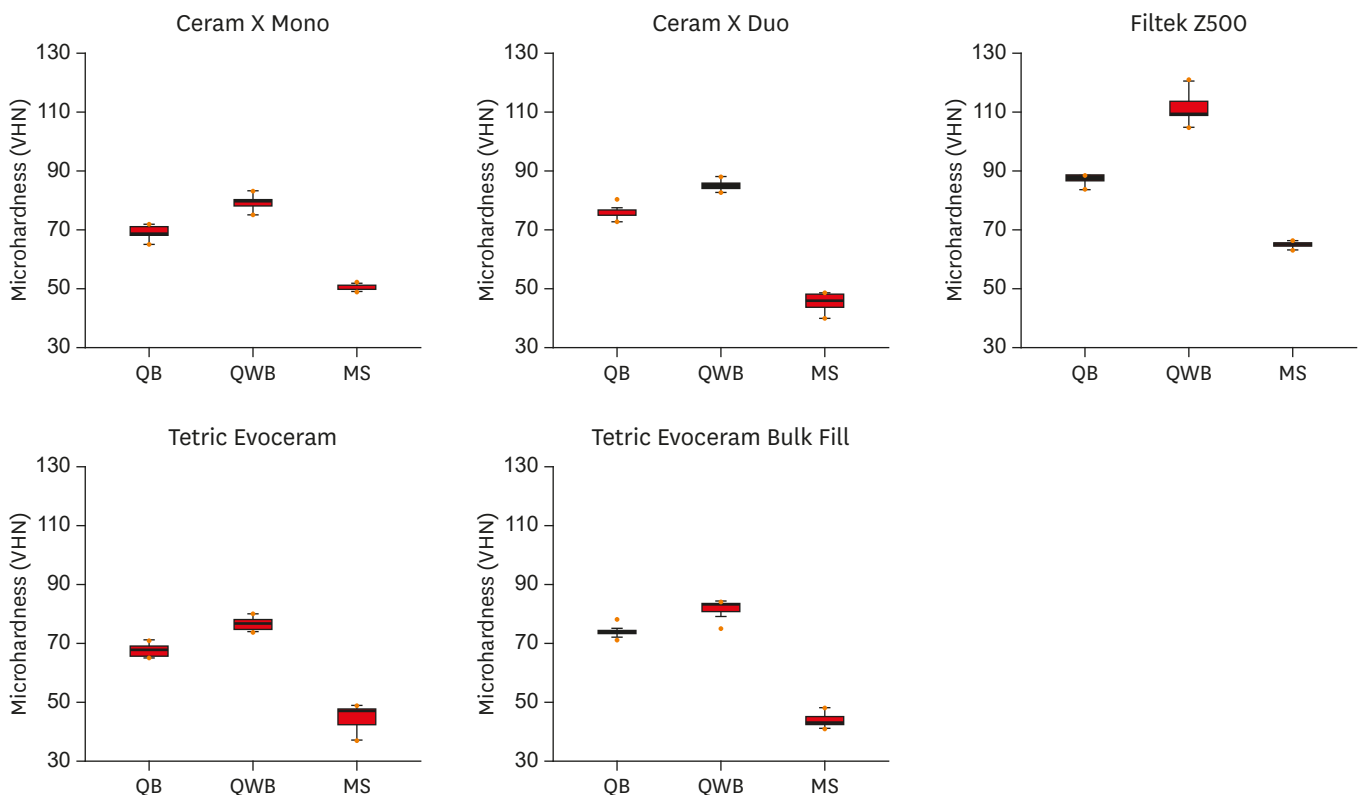 Ceram X Mono
Microhardness (VHN)
130
110
90
70
50
30
QB QWB MS
Ceram X Duo
Microhardness (VHN)
130
110
90
70
50
30
QB QWB MS
Filtek Z500
Microhardness (VHN)
130
110
90
70
50
30
QB QWB MS
Tetric Evoceram
Microhardness (VHN)
130
110
90
70
50
30
QB QWB MS
Tetric Evoceram Bulk Fill
Microhardness (VHN)
130
110
90
70
50
30
QB QWB MS